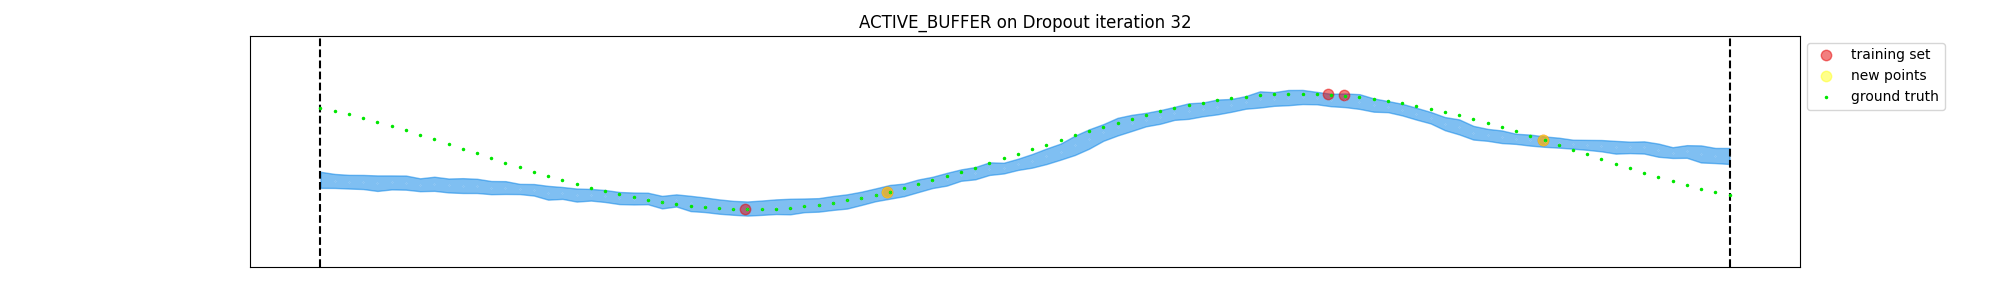 ACTIVE_BUFFER on Dropout iteration 32
training set
new points
ground truth